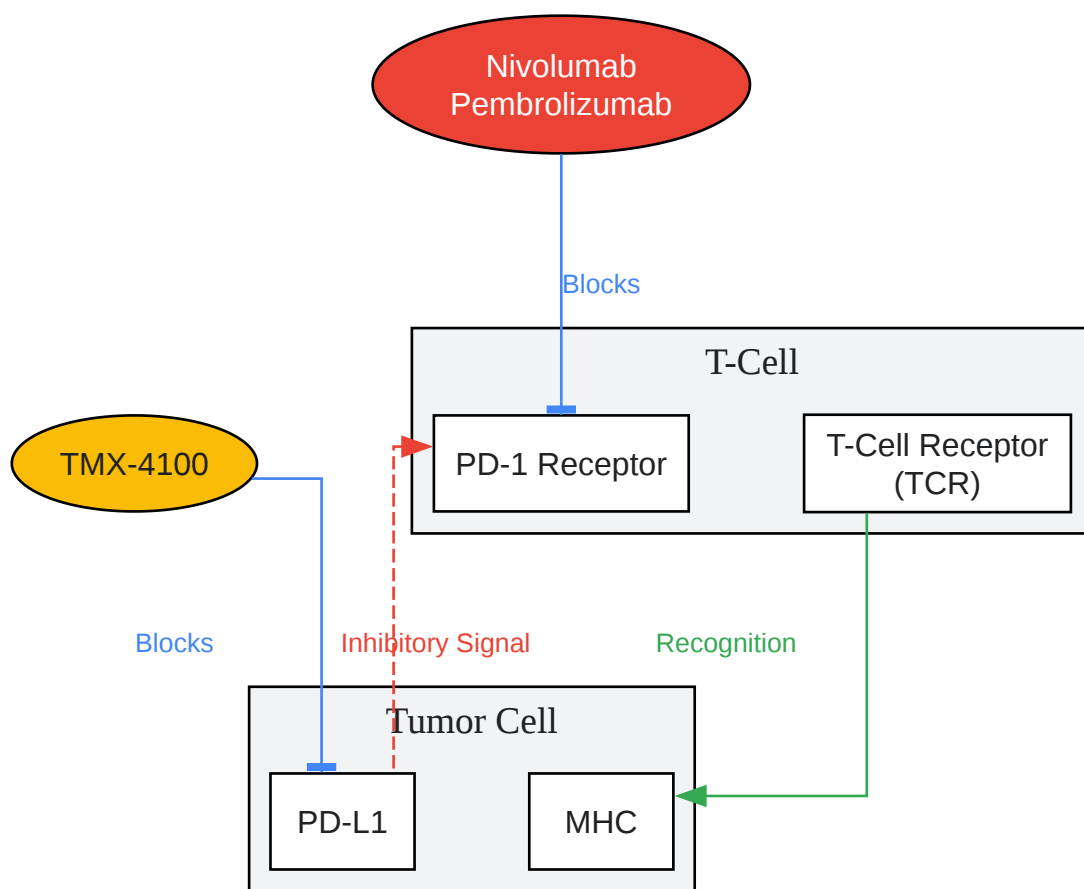 Nivolumab
Pembrolizumab
Blocks
T-Cell
PD-1 Receptor
T-Cell Receptor
(TCR)
TMX-4100
Blocks
Inhibitory Signal
Recognition
Tumor Cell
PD-L1
MHC